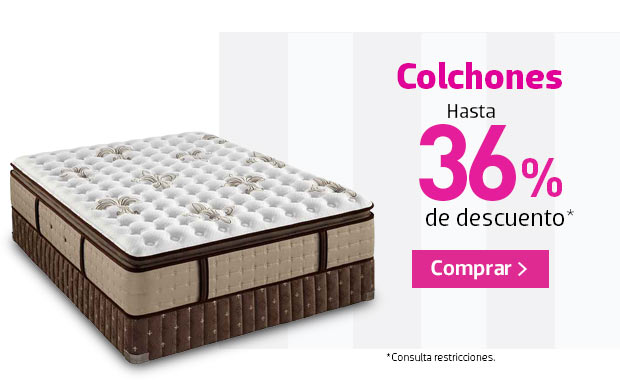 Colchones
Hasta
36%
de descuento*
Comprar >
*Consulta restricciones.